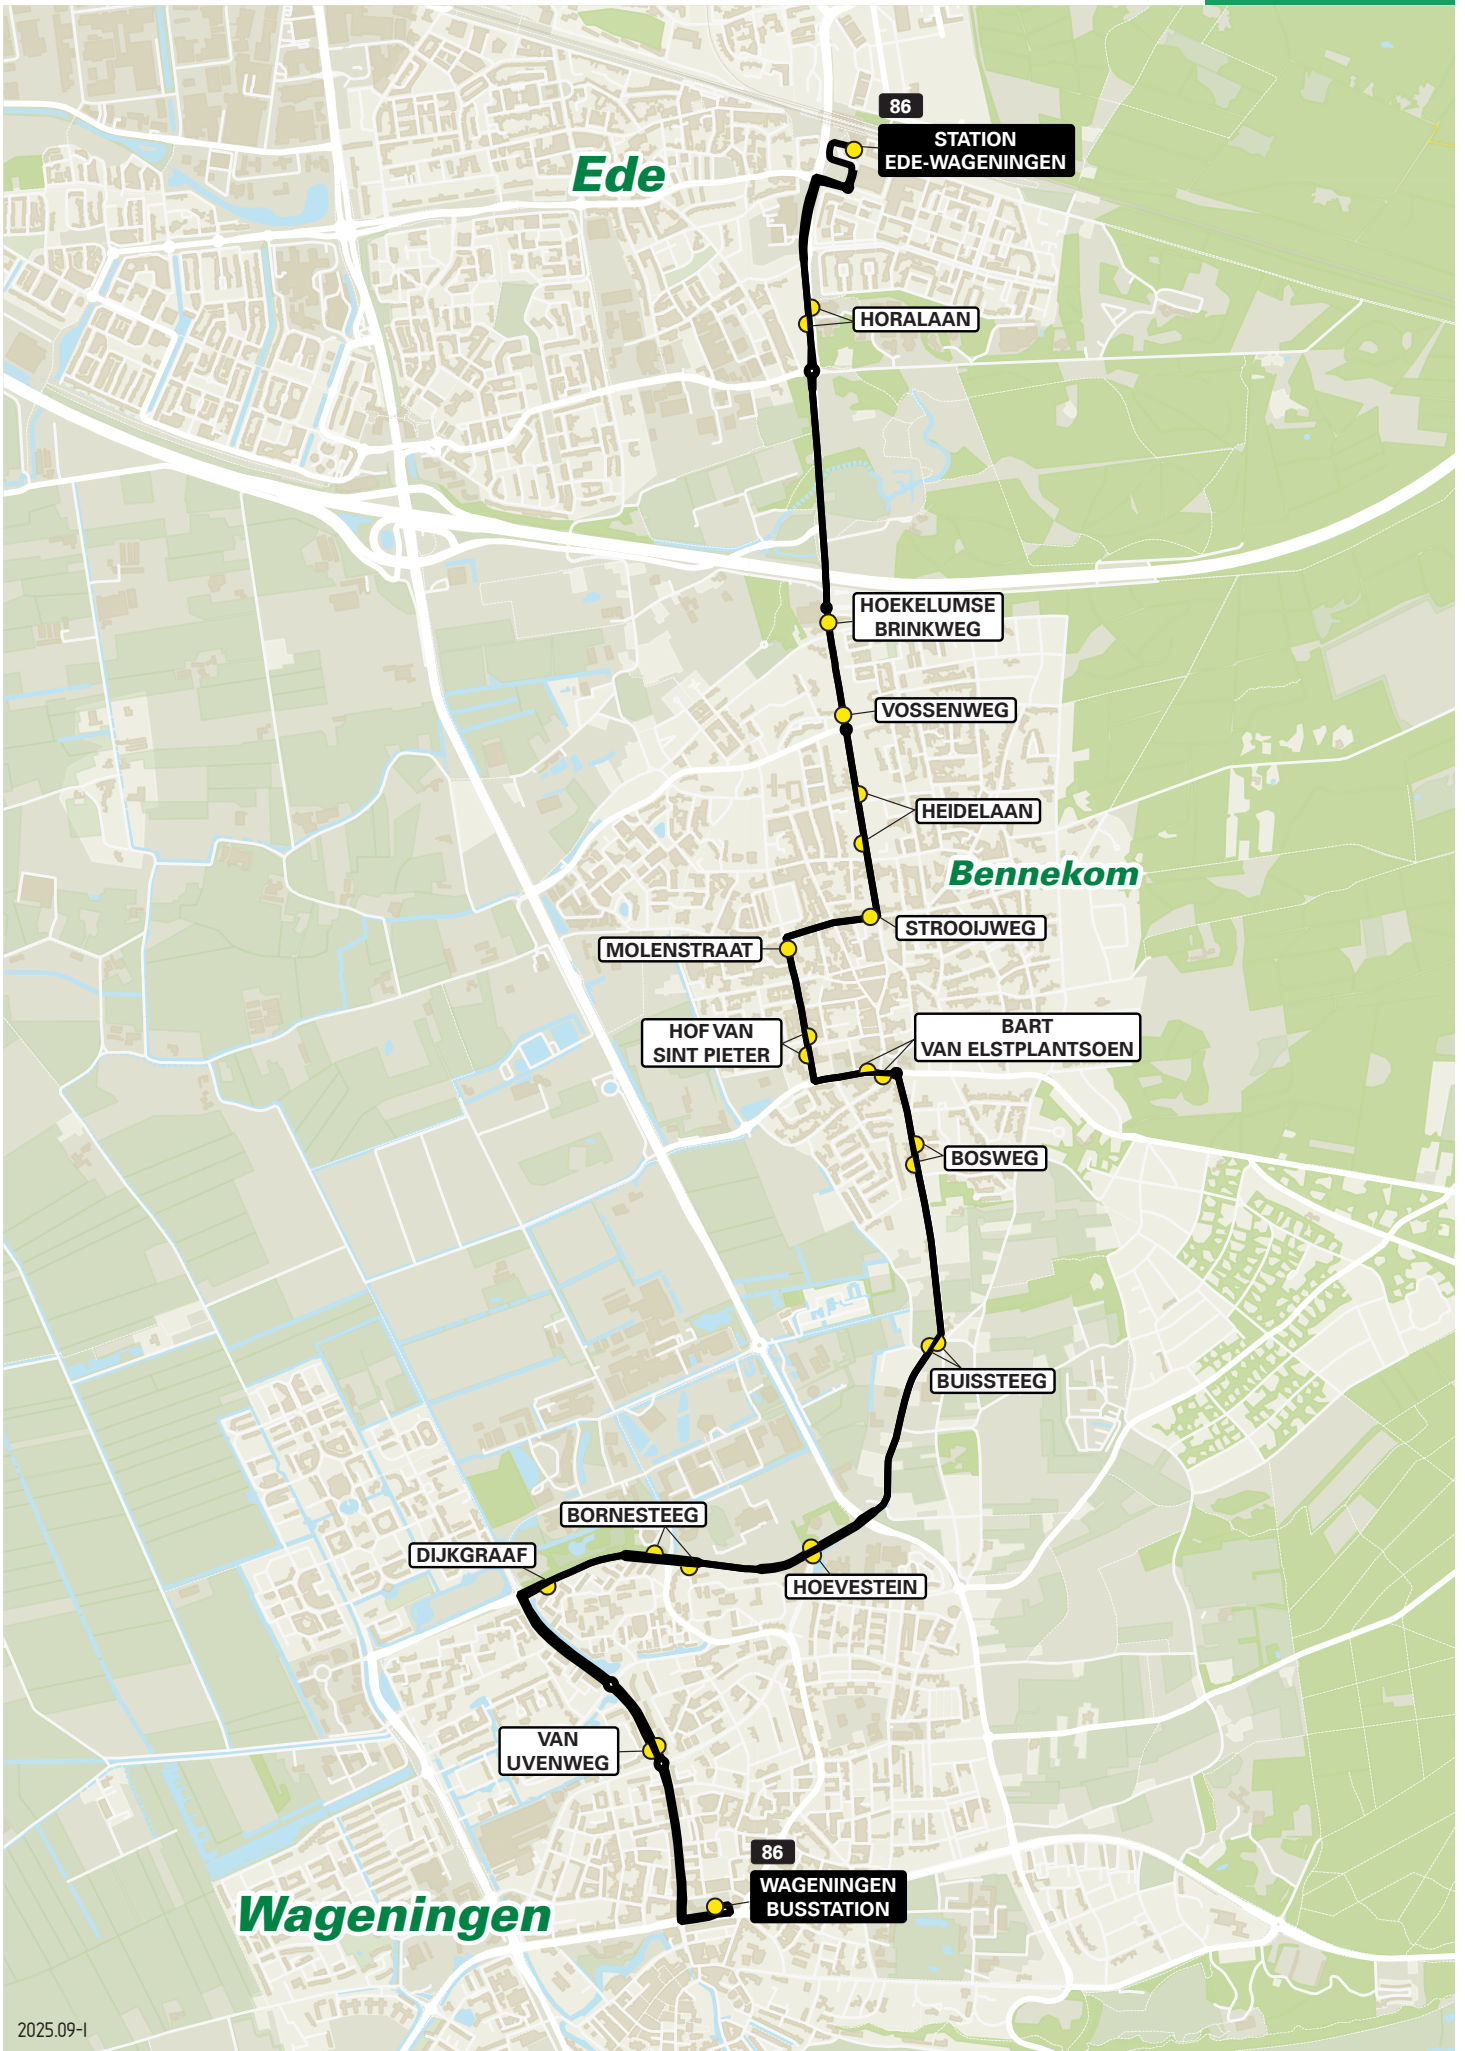 86
STATION
EDE-WAGENINGEN
Ede
HORALAAN
HOEKELUMSE
BRINKWEG
VOSSENWEG
HEIDELAAN
Bennekom
STROOIJWEG
MOLENSTRAAT
HOF VAN
SINT PIETER
BART
VAN ELSTPLANTSOEN
BOSWEG
BUISSTEEG
BORNESTEEG
DIJKGRAAF
HOEVESTEIN
VAN
UVENWEG
86
WAGENINGEN
BUSSTATION
Wageningen
2025.09-I